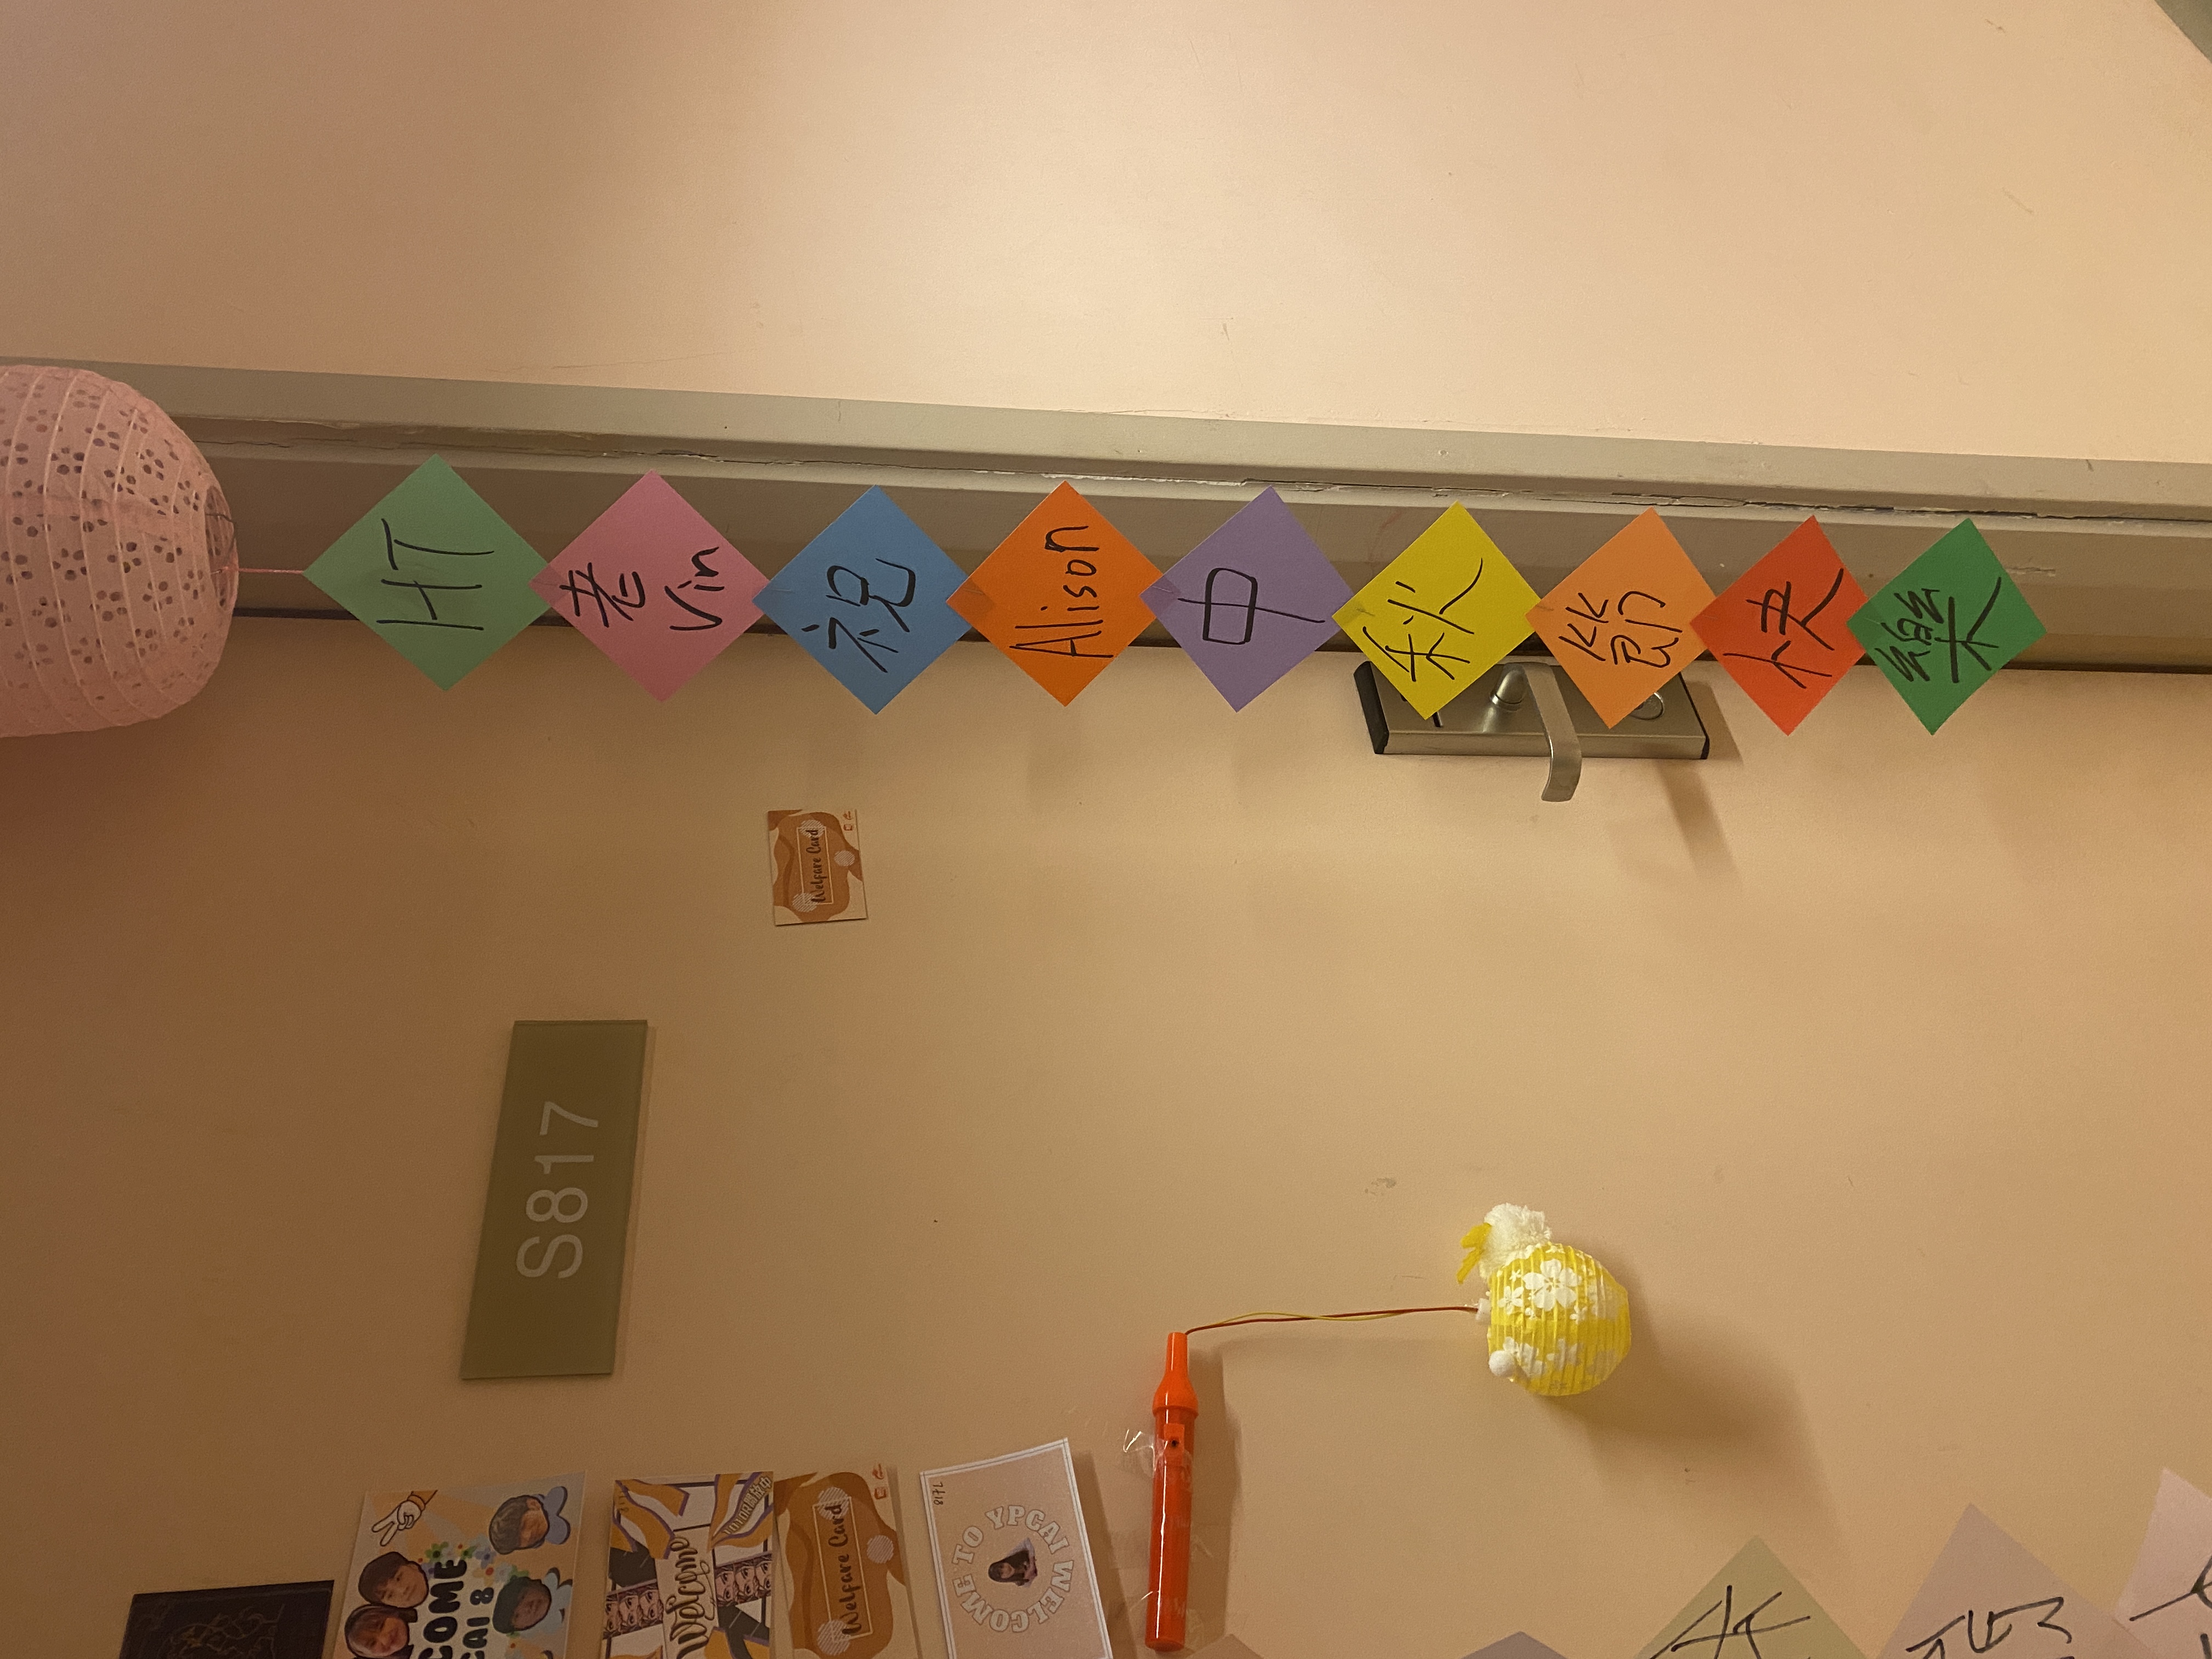 COME
CAI 8
Welcome
Welfare Card
817L
WELCOME TO YPCAI
S817
Welfare Card
HT
老
Vin
祝
Alison
中
秋
節
快
樂